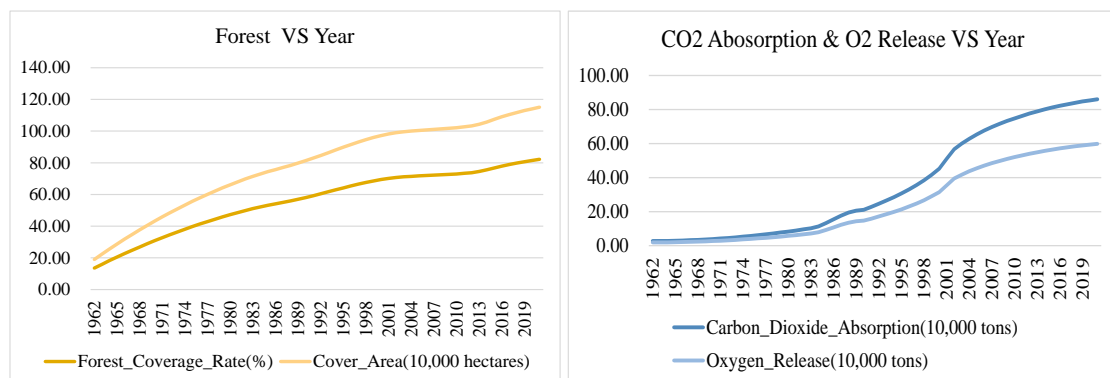 Forest VS Year
140.00
120.00
100.00
80.00
60.00
40.00
20.00
0.00
1962 1965 1968 1971 1974 1977 1980 1983 1986 1989 1992 1995 1998 2001 2004 2007 2010 2013 2016 2019
Forest_Coverage_Rate(%) Cover_Area(10,000 hectares)
CO2 Abosorption & O2 Release VS Year
100.00
80.00
60.00
40.00
20.00
0.00
1962 1965 1968 1971 1974 1977 1980 1983 1986 1989 1992 1995 1998 2001 2004 2007 2010 2013 2016 2019
Carbon_Dioxide_Absorption(10,000 tons)
Oxygen_Release(10,000 tons)